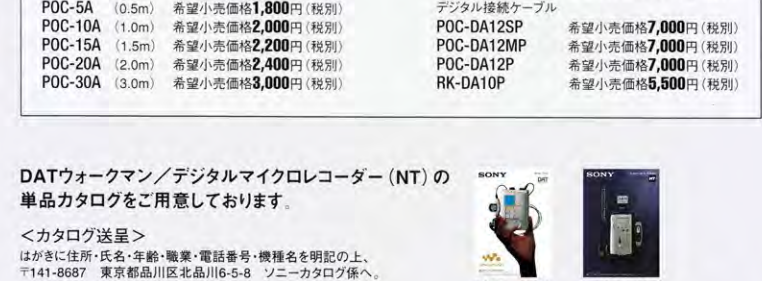 POC-5A （0.5m） 希望小売価格1,800円（税別）
POC-10A （1.0m） 希望小売価格2,000円（税別）
POC-15A （1.5m） 希望小売価格2,200円（税別）
POC-20A （2.0m） 希望小売価格2,400円（税別）
POC-30A （3.0m） 希望小売価格3,000円（税別）
デジタル接続ケーブル
POC-DA12SP 希望小売価格7,000円（税別）
POC-DA12MP 希望小売価格7,000円（税別）
POC-DA12P 希望小売価格7,000円（税別）
RK-DA10P 希望小売価格5,500円（税別）
DATウォークマン／デジタルマイクロレコーダー（NT）の
単品カタログをご用意しております。
＜カタログ送呈＞
はがきに住所・氏名・年齢・職業・電話番号・機種名を明記の上、
〒141-8687 東京都品川区北品川6-5-8 ソニーカタログ係へ。
SONY
DAT
SONY
NT